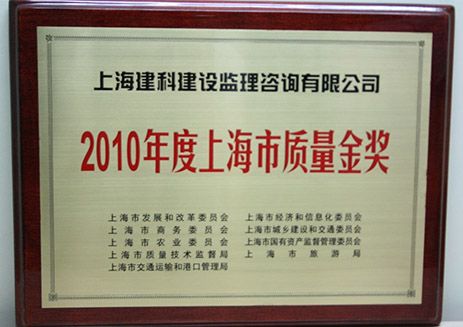 上海建科建设监理咨询有限公司
2010年度上海市质量金奖
上海市发展和改革委员会 上海市经济和信息化委员会
上海市商务委员会 上海市城乡建设和交通委员会
上海市农业委员会 上海市国有资产监督管理委员会
上海市质量技术监督局 上海市旅游局
上海市交通运输和港口管理局